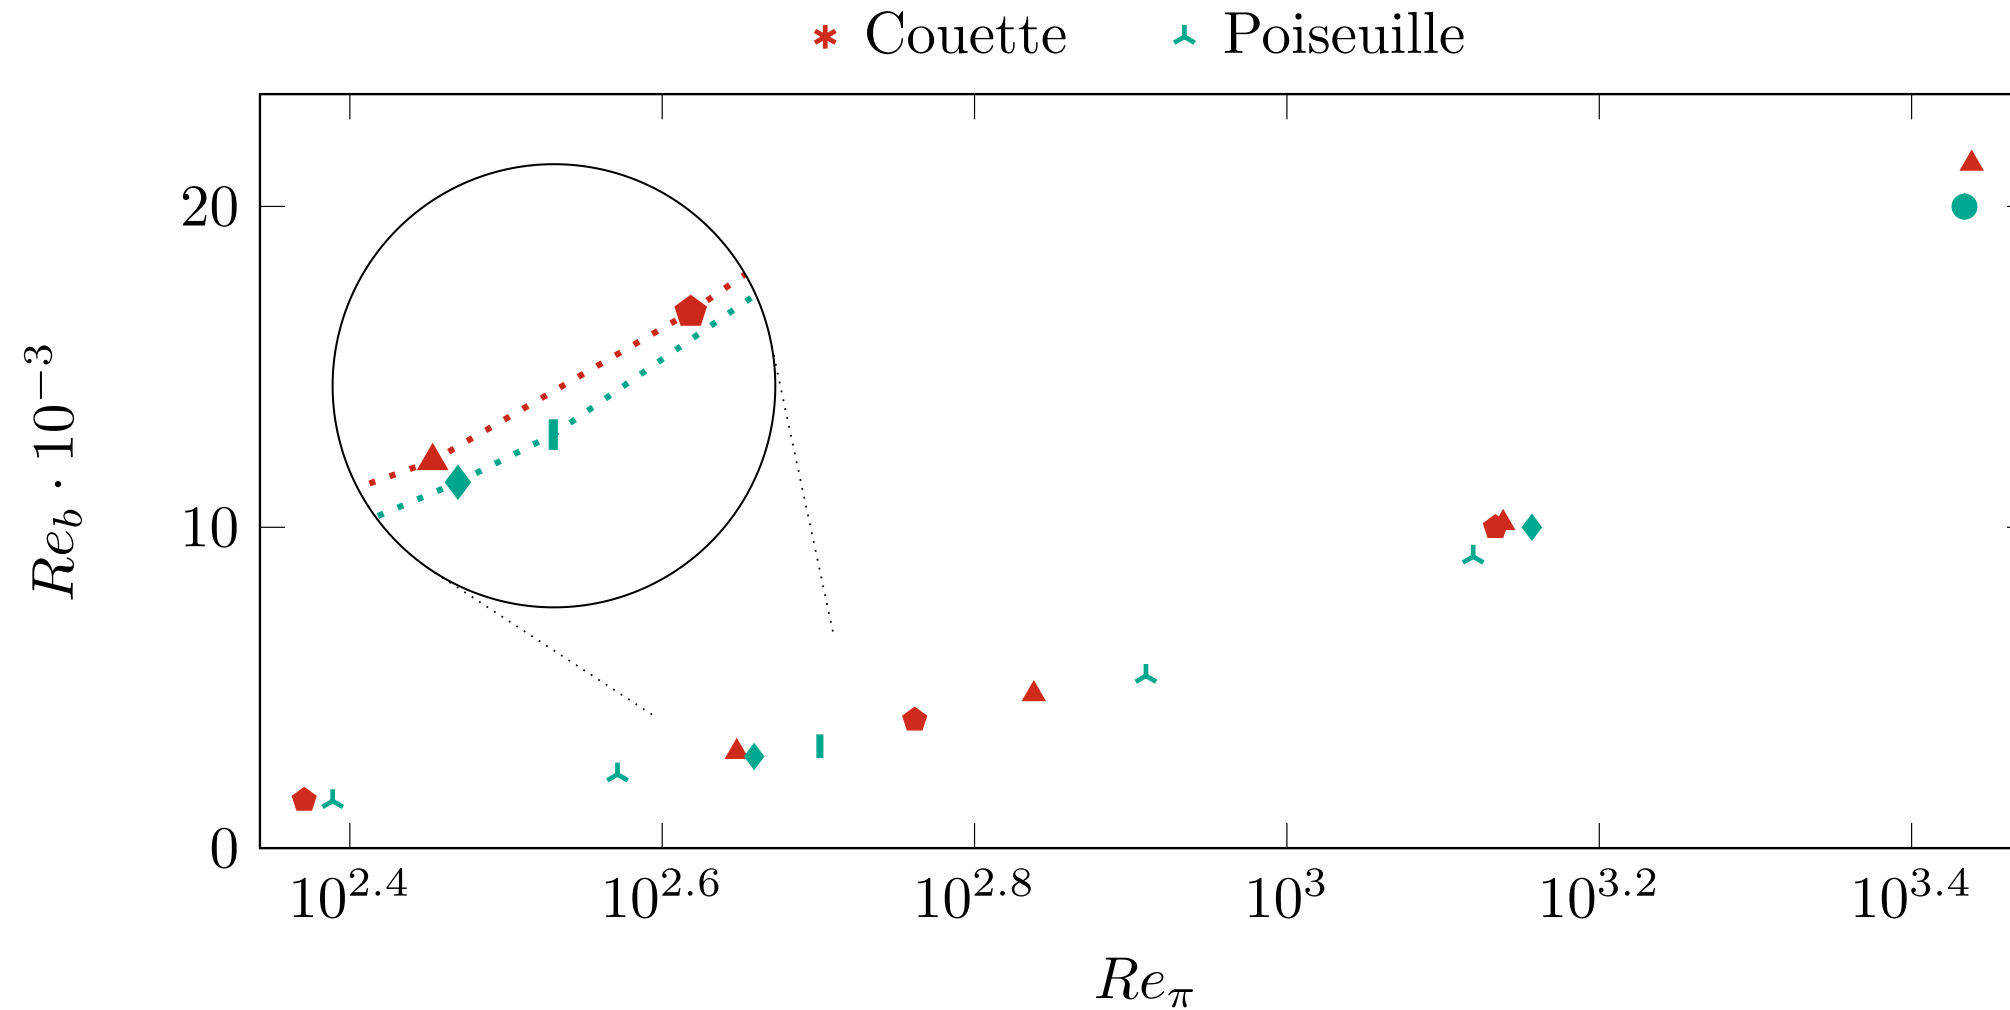 Couette Poiseuille
20
10
0
Re_b · 10^{−3}
10^{2.4} 10^{2.6} 10^{2.8} 10^3 10^{3.2} 10^{3.4}
Re_π